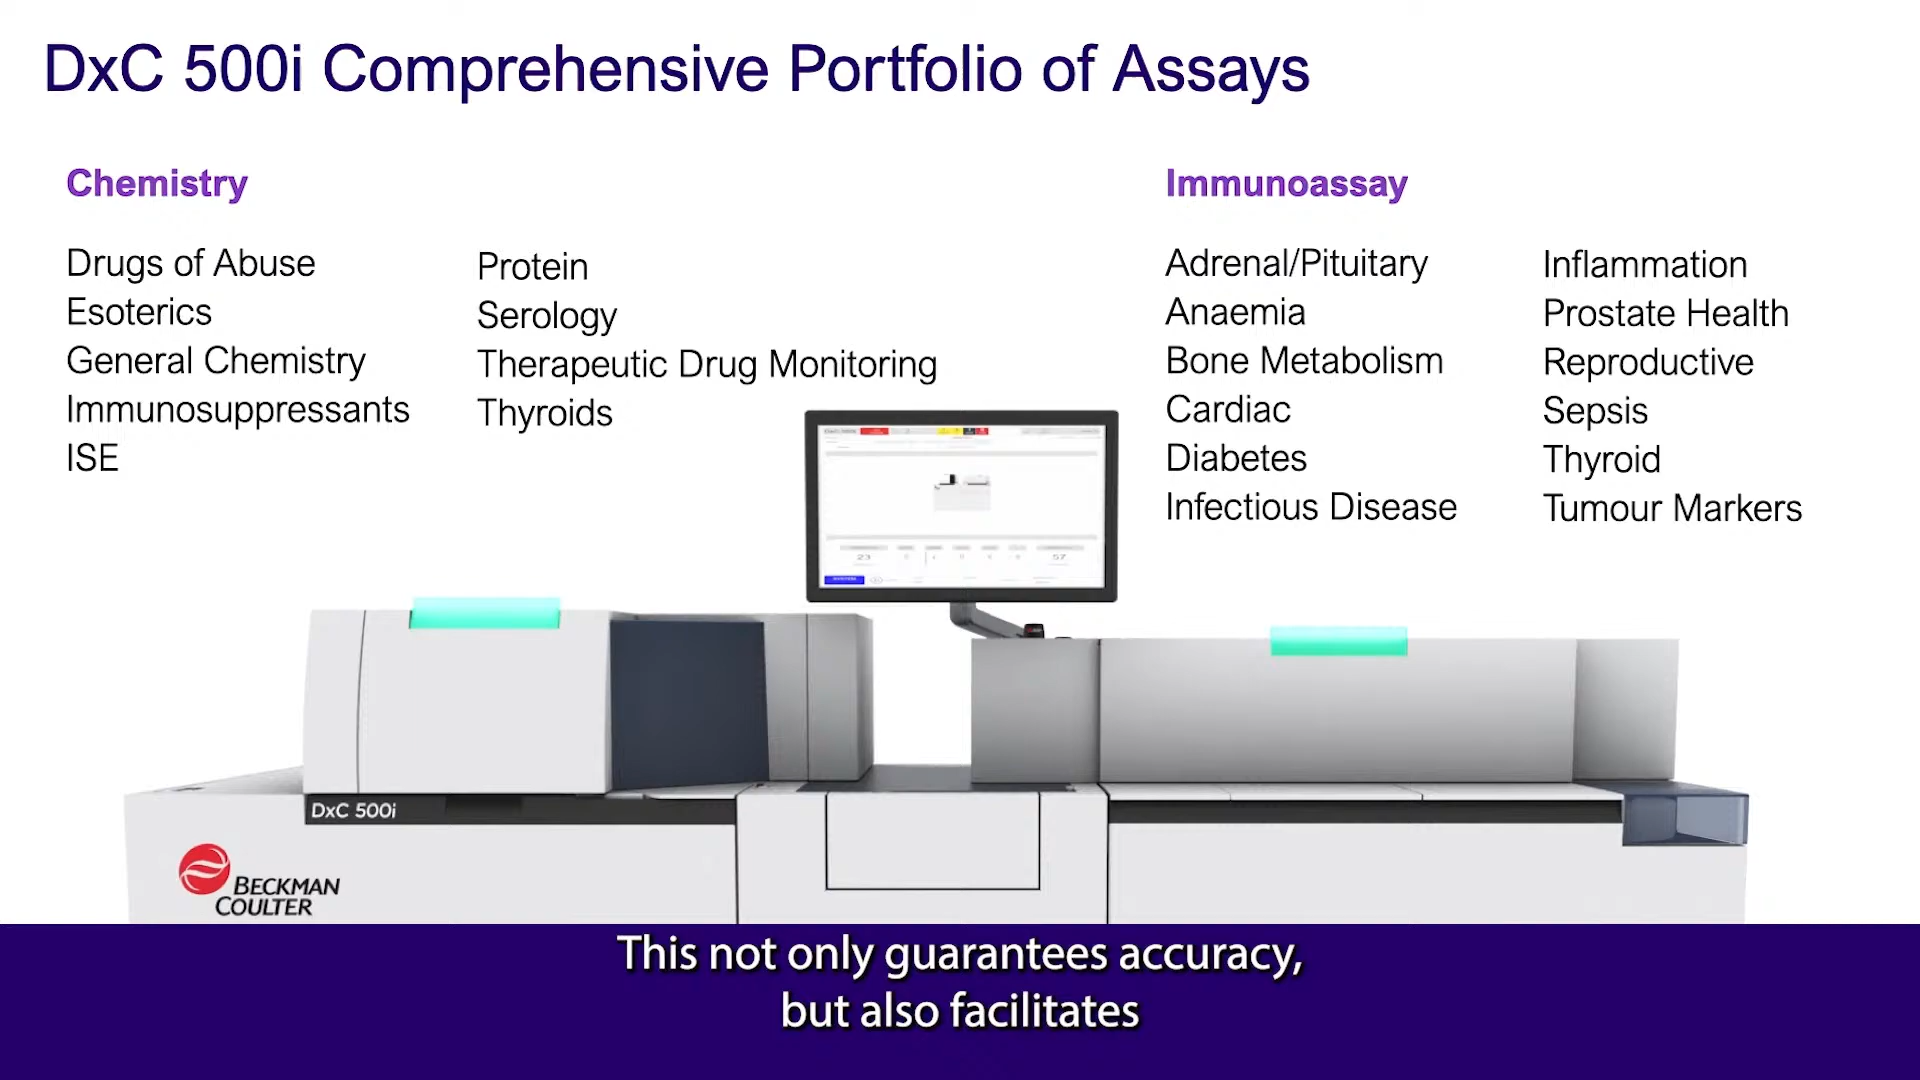 DxC 500i Comprehensive Portfolio of Assays
Chemistry
Drugs of Abuse
Esoterics
General Chemistry
Immunosuppressants
ISE
Protein
Serology
Therapeutic Drug Monitoring
Thyroids
Immunoassay
Adrenal/Pituitary
Anaemia
Bone Metabolism
Cardiac
Diabetes
Infectious Disease
Inflammation
Prostate Health
Reproductive
Sepsis
Thyroid
Tumour Markers
23
57
DxC 500i
BECKMAN
COULTER
This not only guarantees accuracy,
but also facilitates